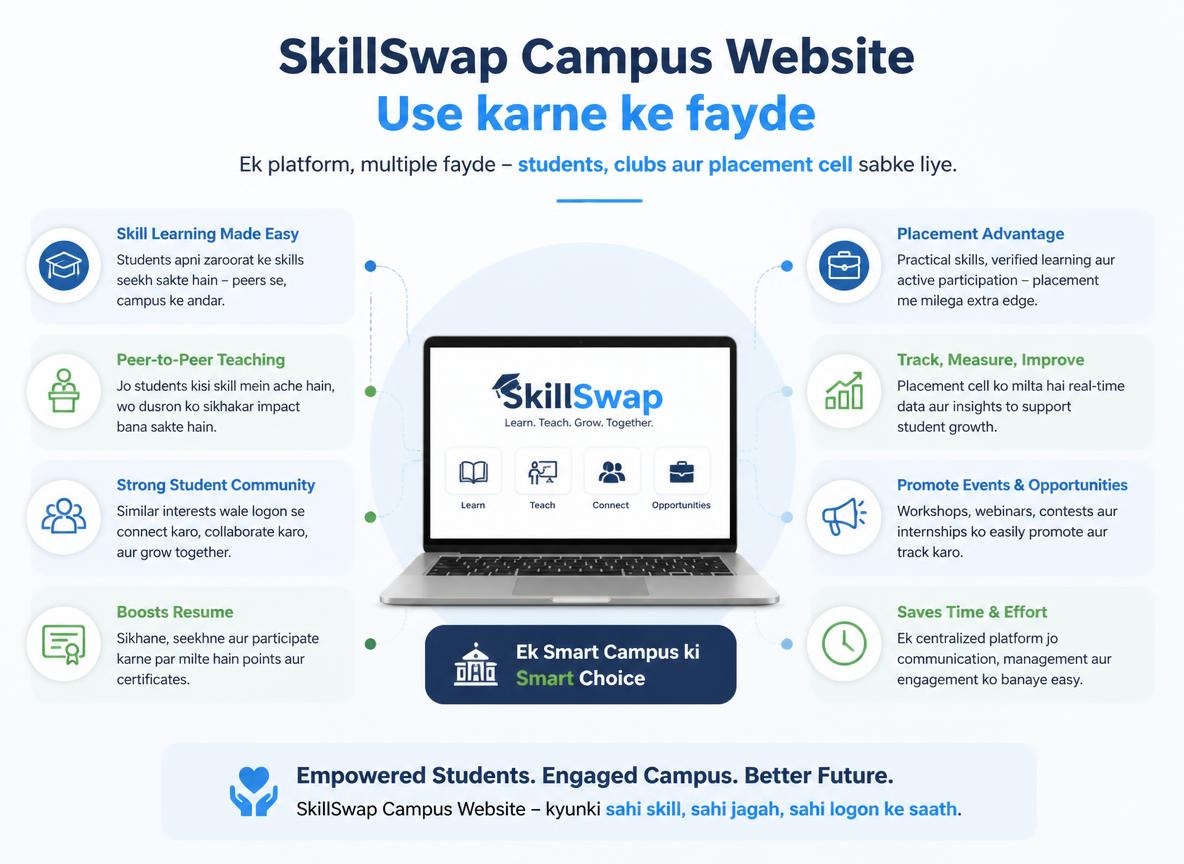 SkillSwap Campus Website
Use karne ke fayde
Ek platform, multiple fayde – students, clubs aur placement cell sabke liye.
Skill Learning Made Easy
Students apni zaroorat ke skills
seekh sakte hain – peers se,
campus ke andar.
Peer-to-Peer Teaching
Jo students kisi skill mein ache hain,
wo dusron ko sikhakar impact
bana sakte hain.
Strong Student Community
Similar interests wale logon se
connect karo, collaborate karo,
aur grow together.
Boosts Resume
Sikhane, seekhne aur participate
karne par milte hain points aur
certificates.
SkillSwap
Learn. Teach. Grow. Together.
Learn
Teach
Connect
Opportunities
Ek Smart Campus ki
Smart Choice
Placement Advantage
Practical skills, verified learning aur
active participation – placement
me milega extra edge.
Track, Measure, Improve
Placement cell ko milta hai real-time
data aur insights to support
student growth.
Promote Events & Opportunities
Workshops, webinars, contests aur
internships ko easily promote aur
track karo.
Saves Time & Effort
Ek centralized platform jo
communication, management aur
engagement ko banaye easy.
Empowered Students. Engaged Campus. Better Future.
SkillSwap Campus Website – kyunki sahi skill, sahi jagah, sahi logon ke saath.